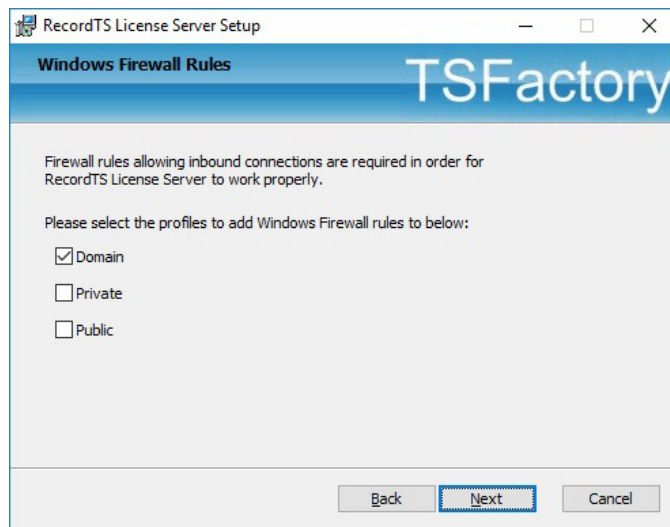 RecordTS License Server Setup
Windows Firewall Rules
TSFactory
Firewall rules allowing inbound connections are required in order for
RecordTS License Server to work properly.
Please select the profiles to add Windows Firewall rules to below:
Domain
Private
Public
Back Next Cancel